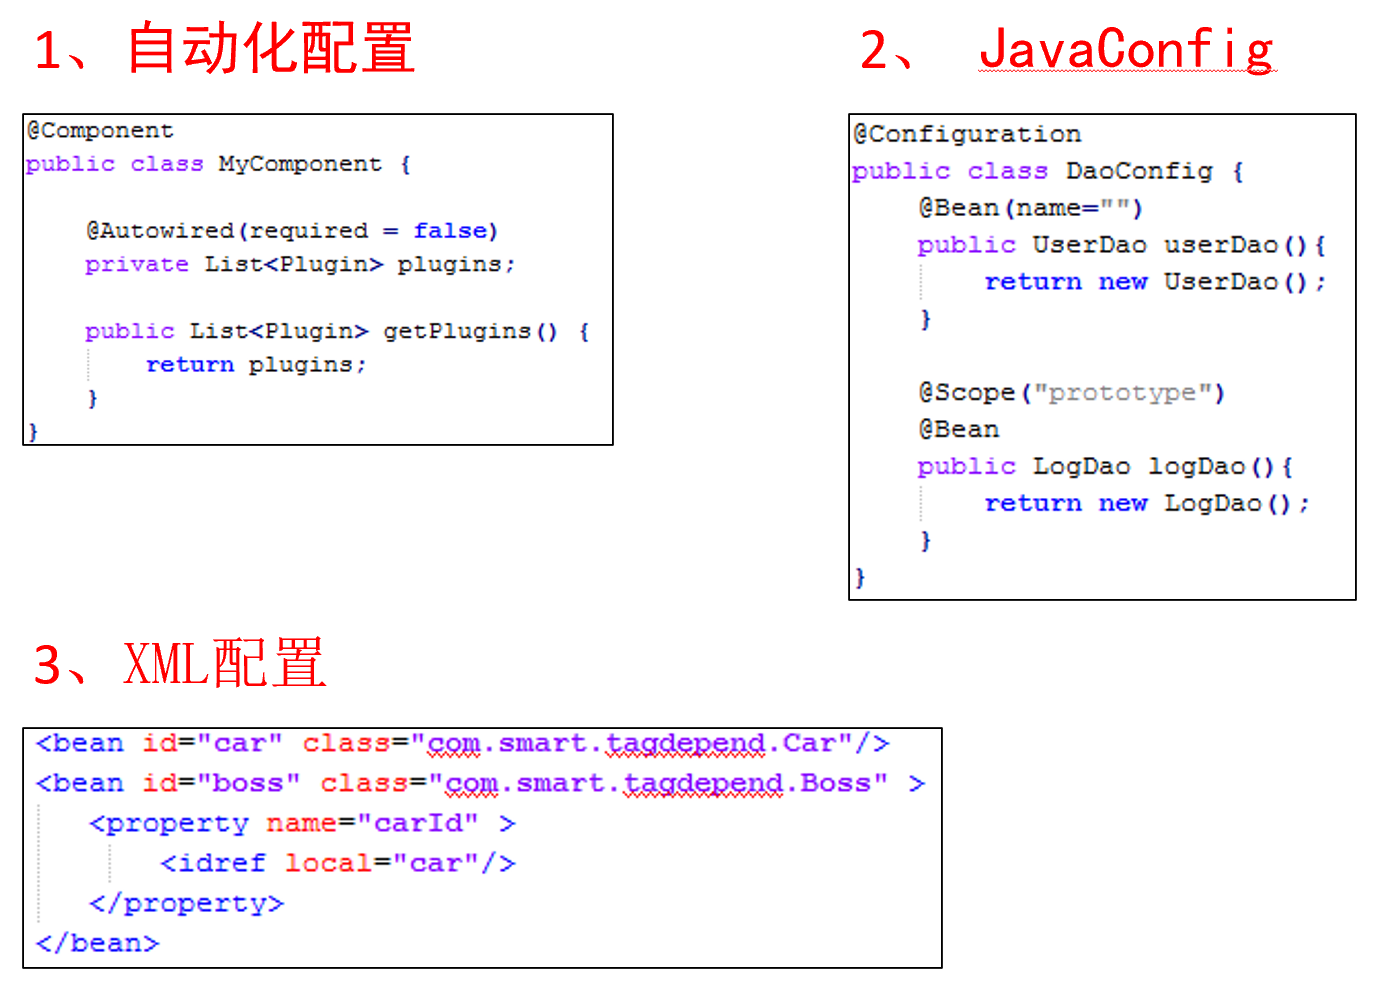 1、自动化配置
@Component
public class MyComponent {
@Autowired(required = false)
private List<Plugin> plugins;
public List<Plugin> getPlugins() {
return plugins;
}
}
2、 JavaConfig
@Configuration
public class DaoConfig {
@Bean(name="")
public UserDao userDao(){
return new UserDao();
}
@Scope("prototype")
@Bean
public LogDao logDao(){
return new LogDao();
}
}
3、XML配置
<bean id="car" class="com.smart.tagdepend.Car"/>
<bean id="boss" class="com.smart.tagdepend.Boss" >
<property name="carId" >
<idref local="car"/>
</property>
</bean>